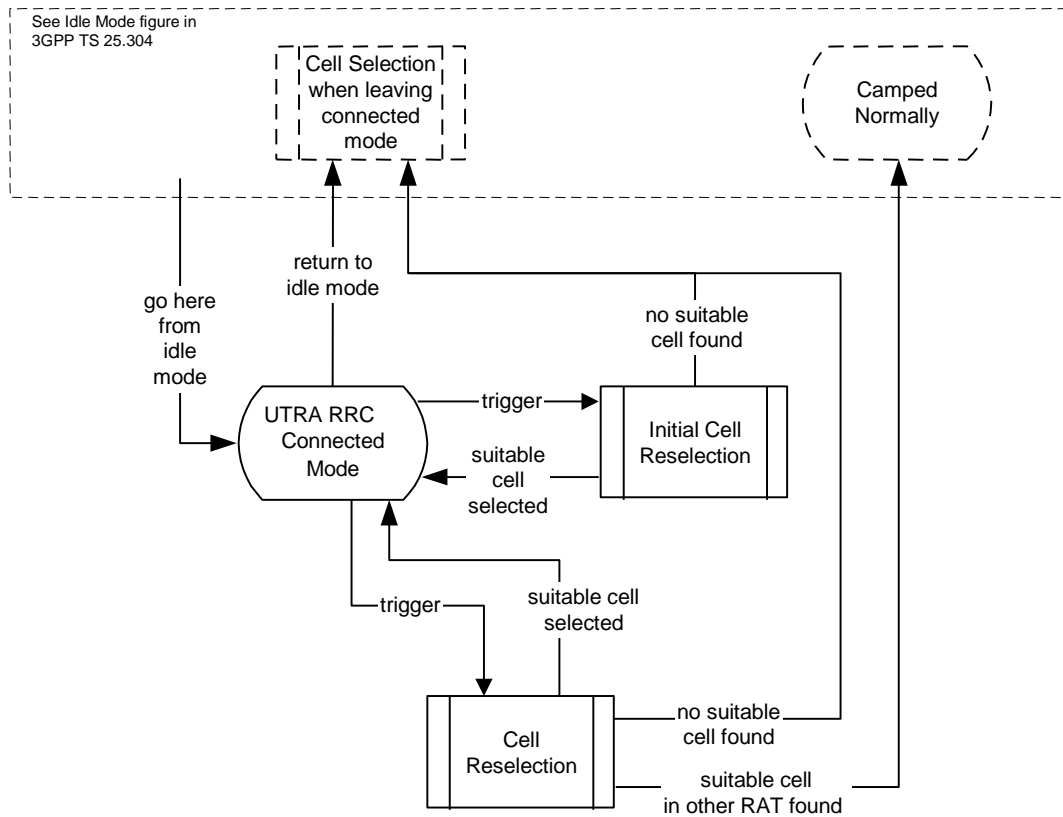 See Idle Mode figure in
3GPP TS 25.304
Cell Selection
when leaving
connected
mode
Camped
Normally
return to
idle mode
go here
from
idle
mode
no suitable
cell found
UTRA RRC
Connected
Mode
trigger
Initial Cell
Reselection
suitable
cell
selected
trigger
suitable cell
selected
Cell
Reselection
no suitable
cell found
suitable cell
in other RAT found